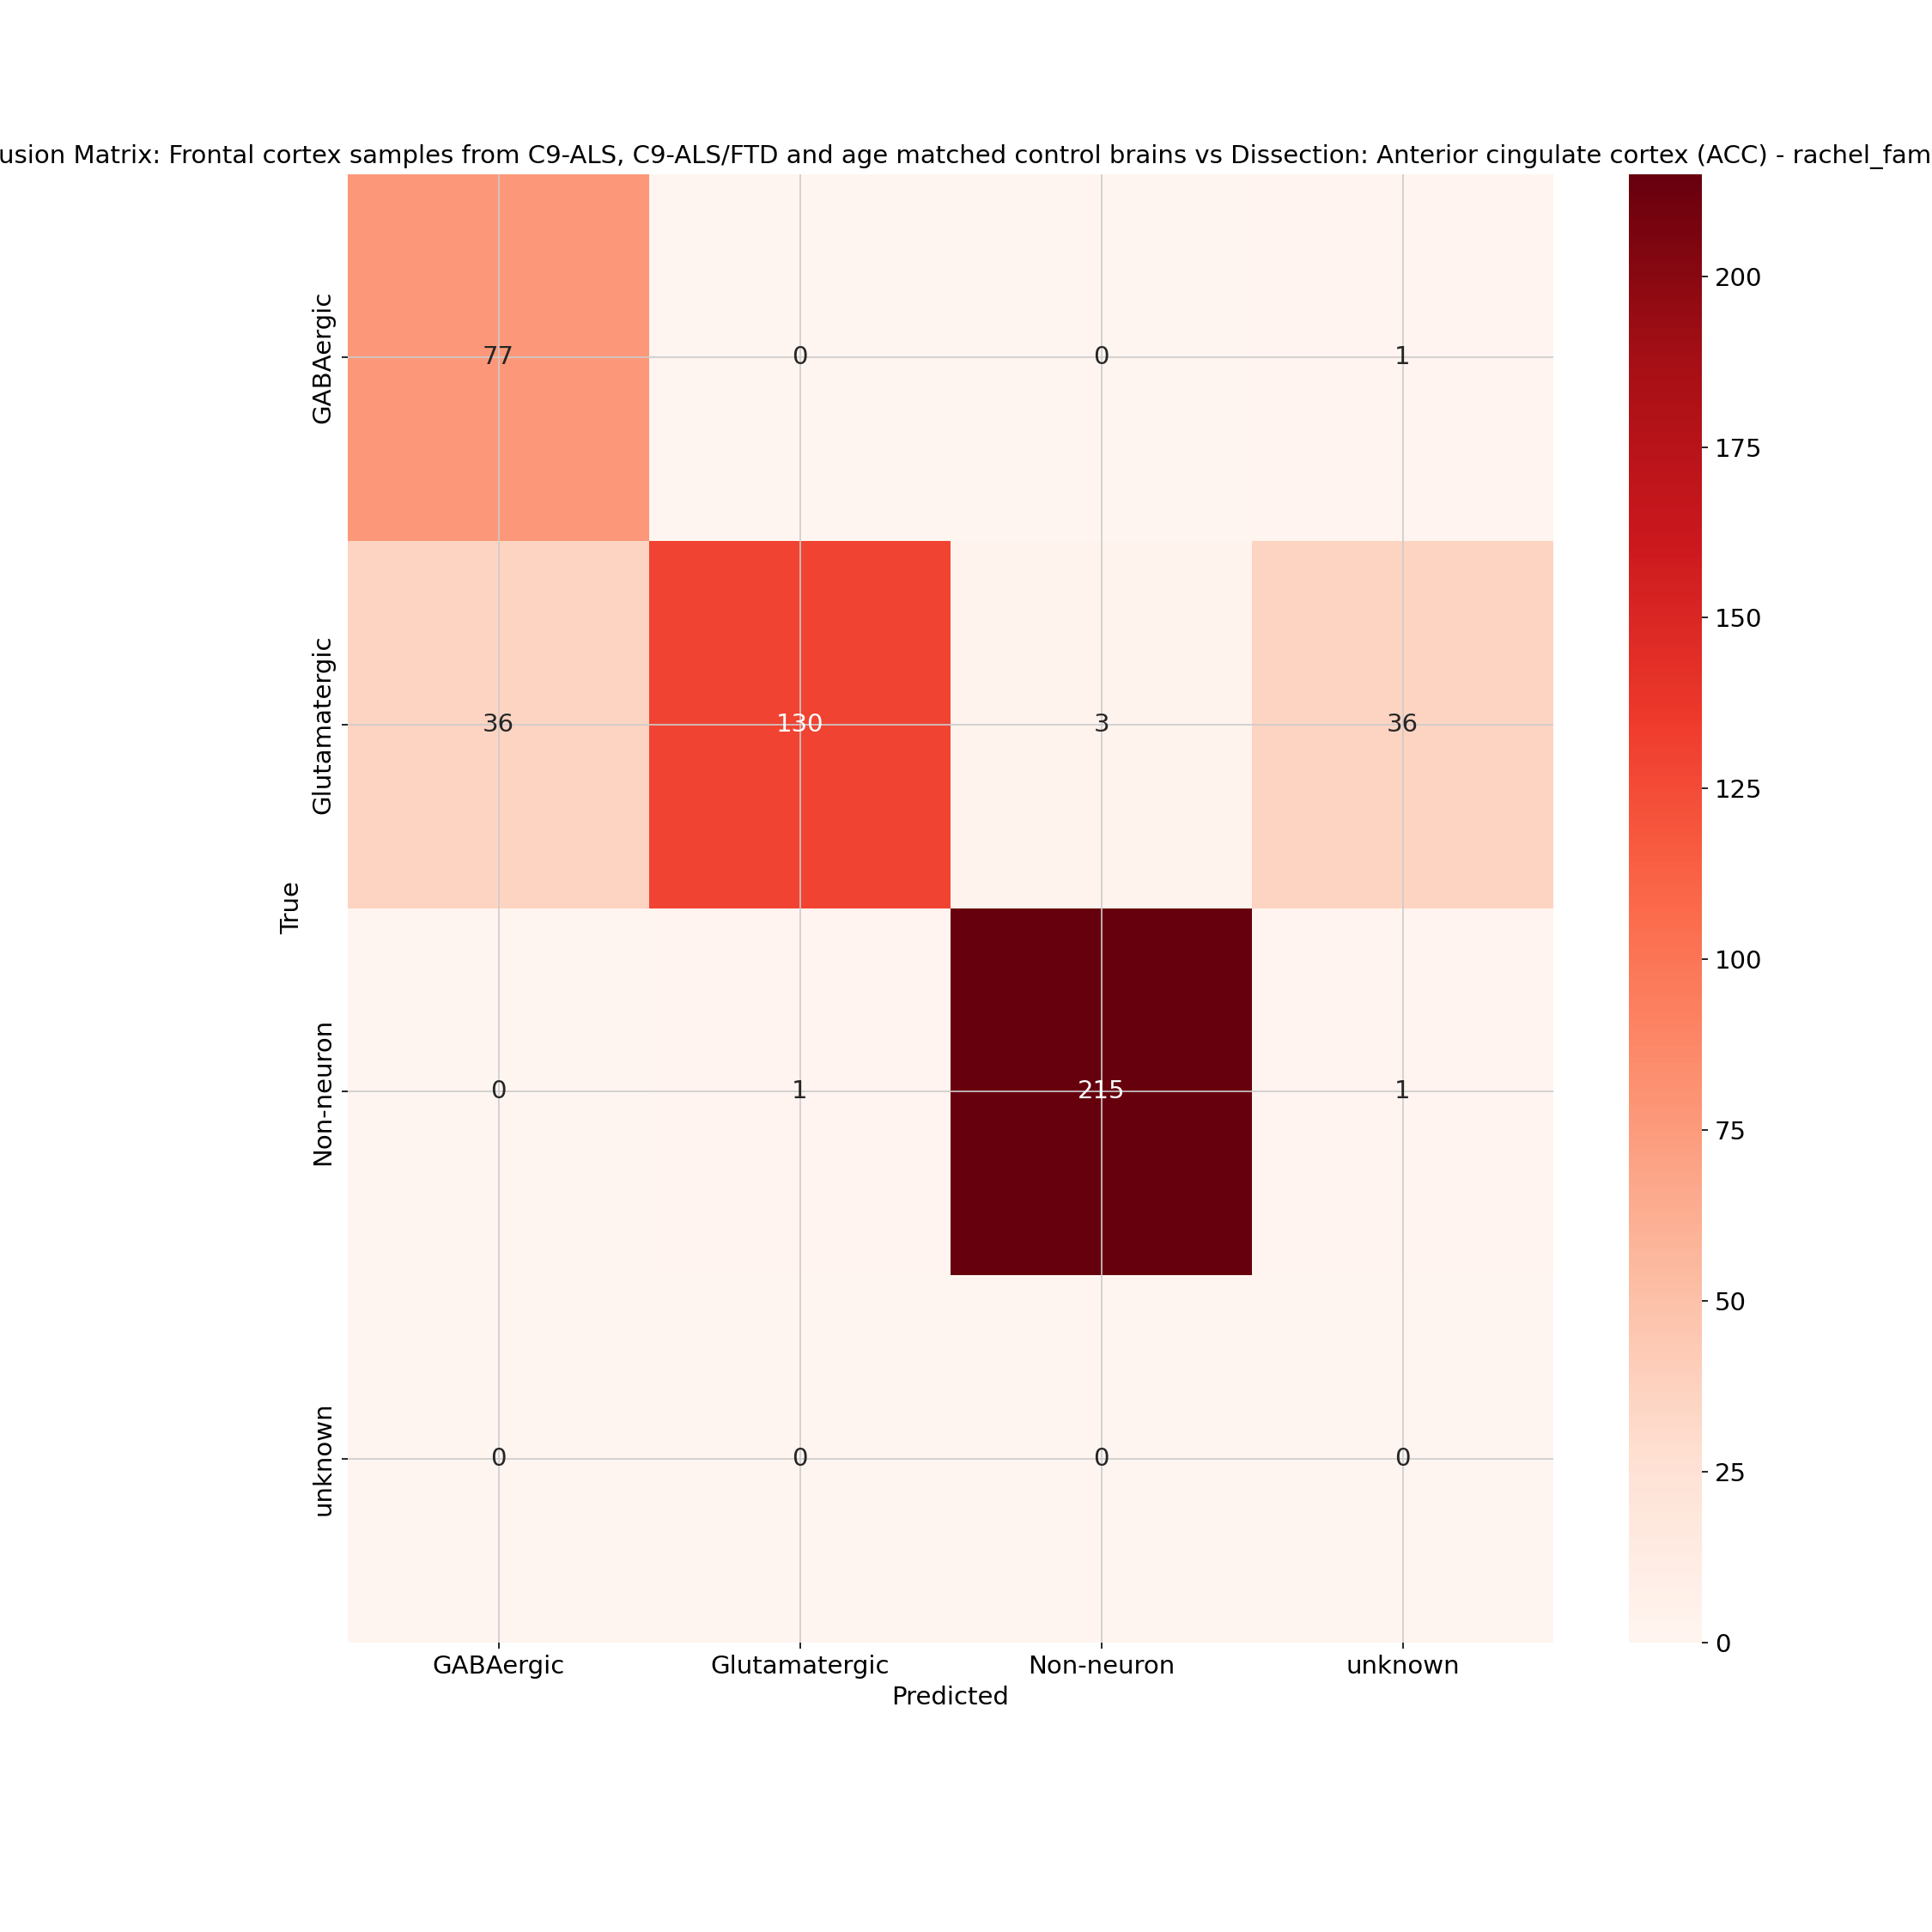 usion Matrix: Frontal cortex samples from C9-ALS, C9-ALS/FTD and age matched control brains vs Dissection: Anterior cingulate cortex (ACC) - rachel_fam
GABAergic
77 0 0 1
Glutamatergic
36 130 3 36
Non-neuron
0 1 215 1
unknown
0 0 0 0
True
GABAergic Glutamatergic Non-neuron unknown
Predicted
200
175
150
125
100
75
50
25
0